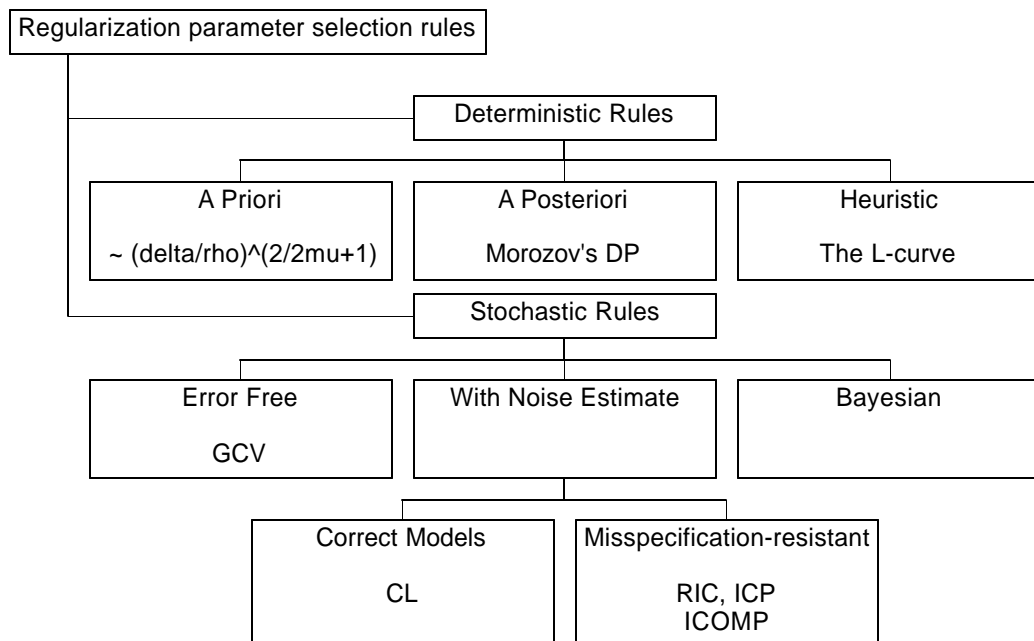 Regularization parameter selection rules
Deterministic Rules
A Priori
~ (delta/rho)^(2/2mu+1)
A Posteriori
Morozov's DP
Heuristic
The L-curve
Stochastic Rules
Error Free
GCV
With Noise Estimate
Bayesian
Correct Models
CL
Misspecification-resistant
RIC, ICP
ICOMP